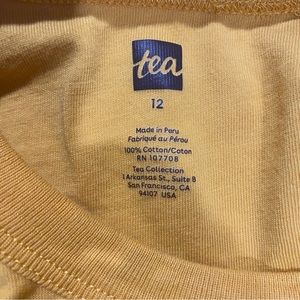 tea
12
Made in Peru
Fabriqué au Pérou
100% Cotton/Coton
RN 107708
Tea Collection
1 Arkansas St., Suite B
San Francisco, CA
94107 USA